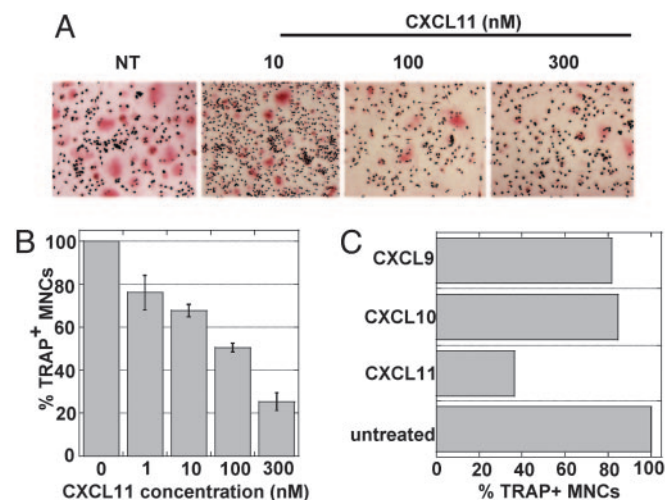 A
CXCL11 (nM)
NT 10 100 300
B
100
80
60
40
20
0
% TRAP+ MNCs
0 1 10 100 300
CXCL11 concentration (nM)
C
CXCL9
CXCL10
CXCL11
untreated
0 20 40 60 80 100
% TRAP+ MNCs